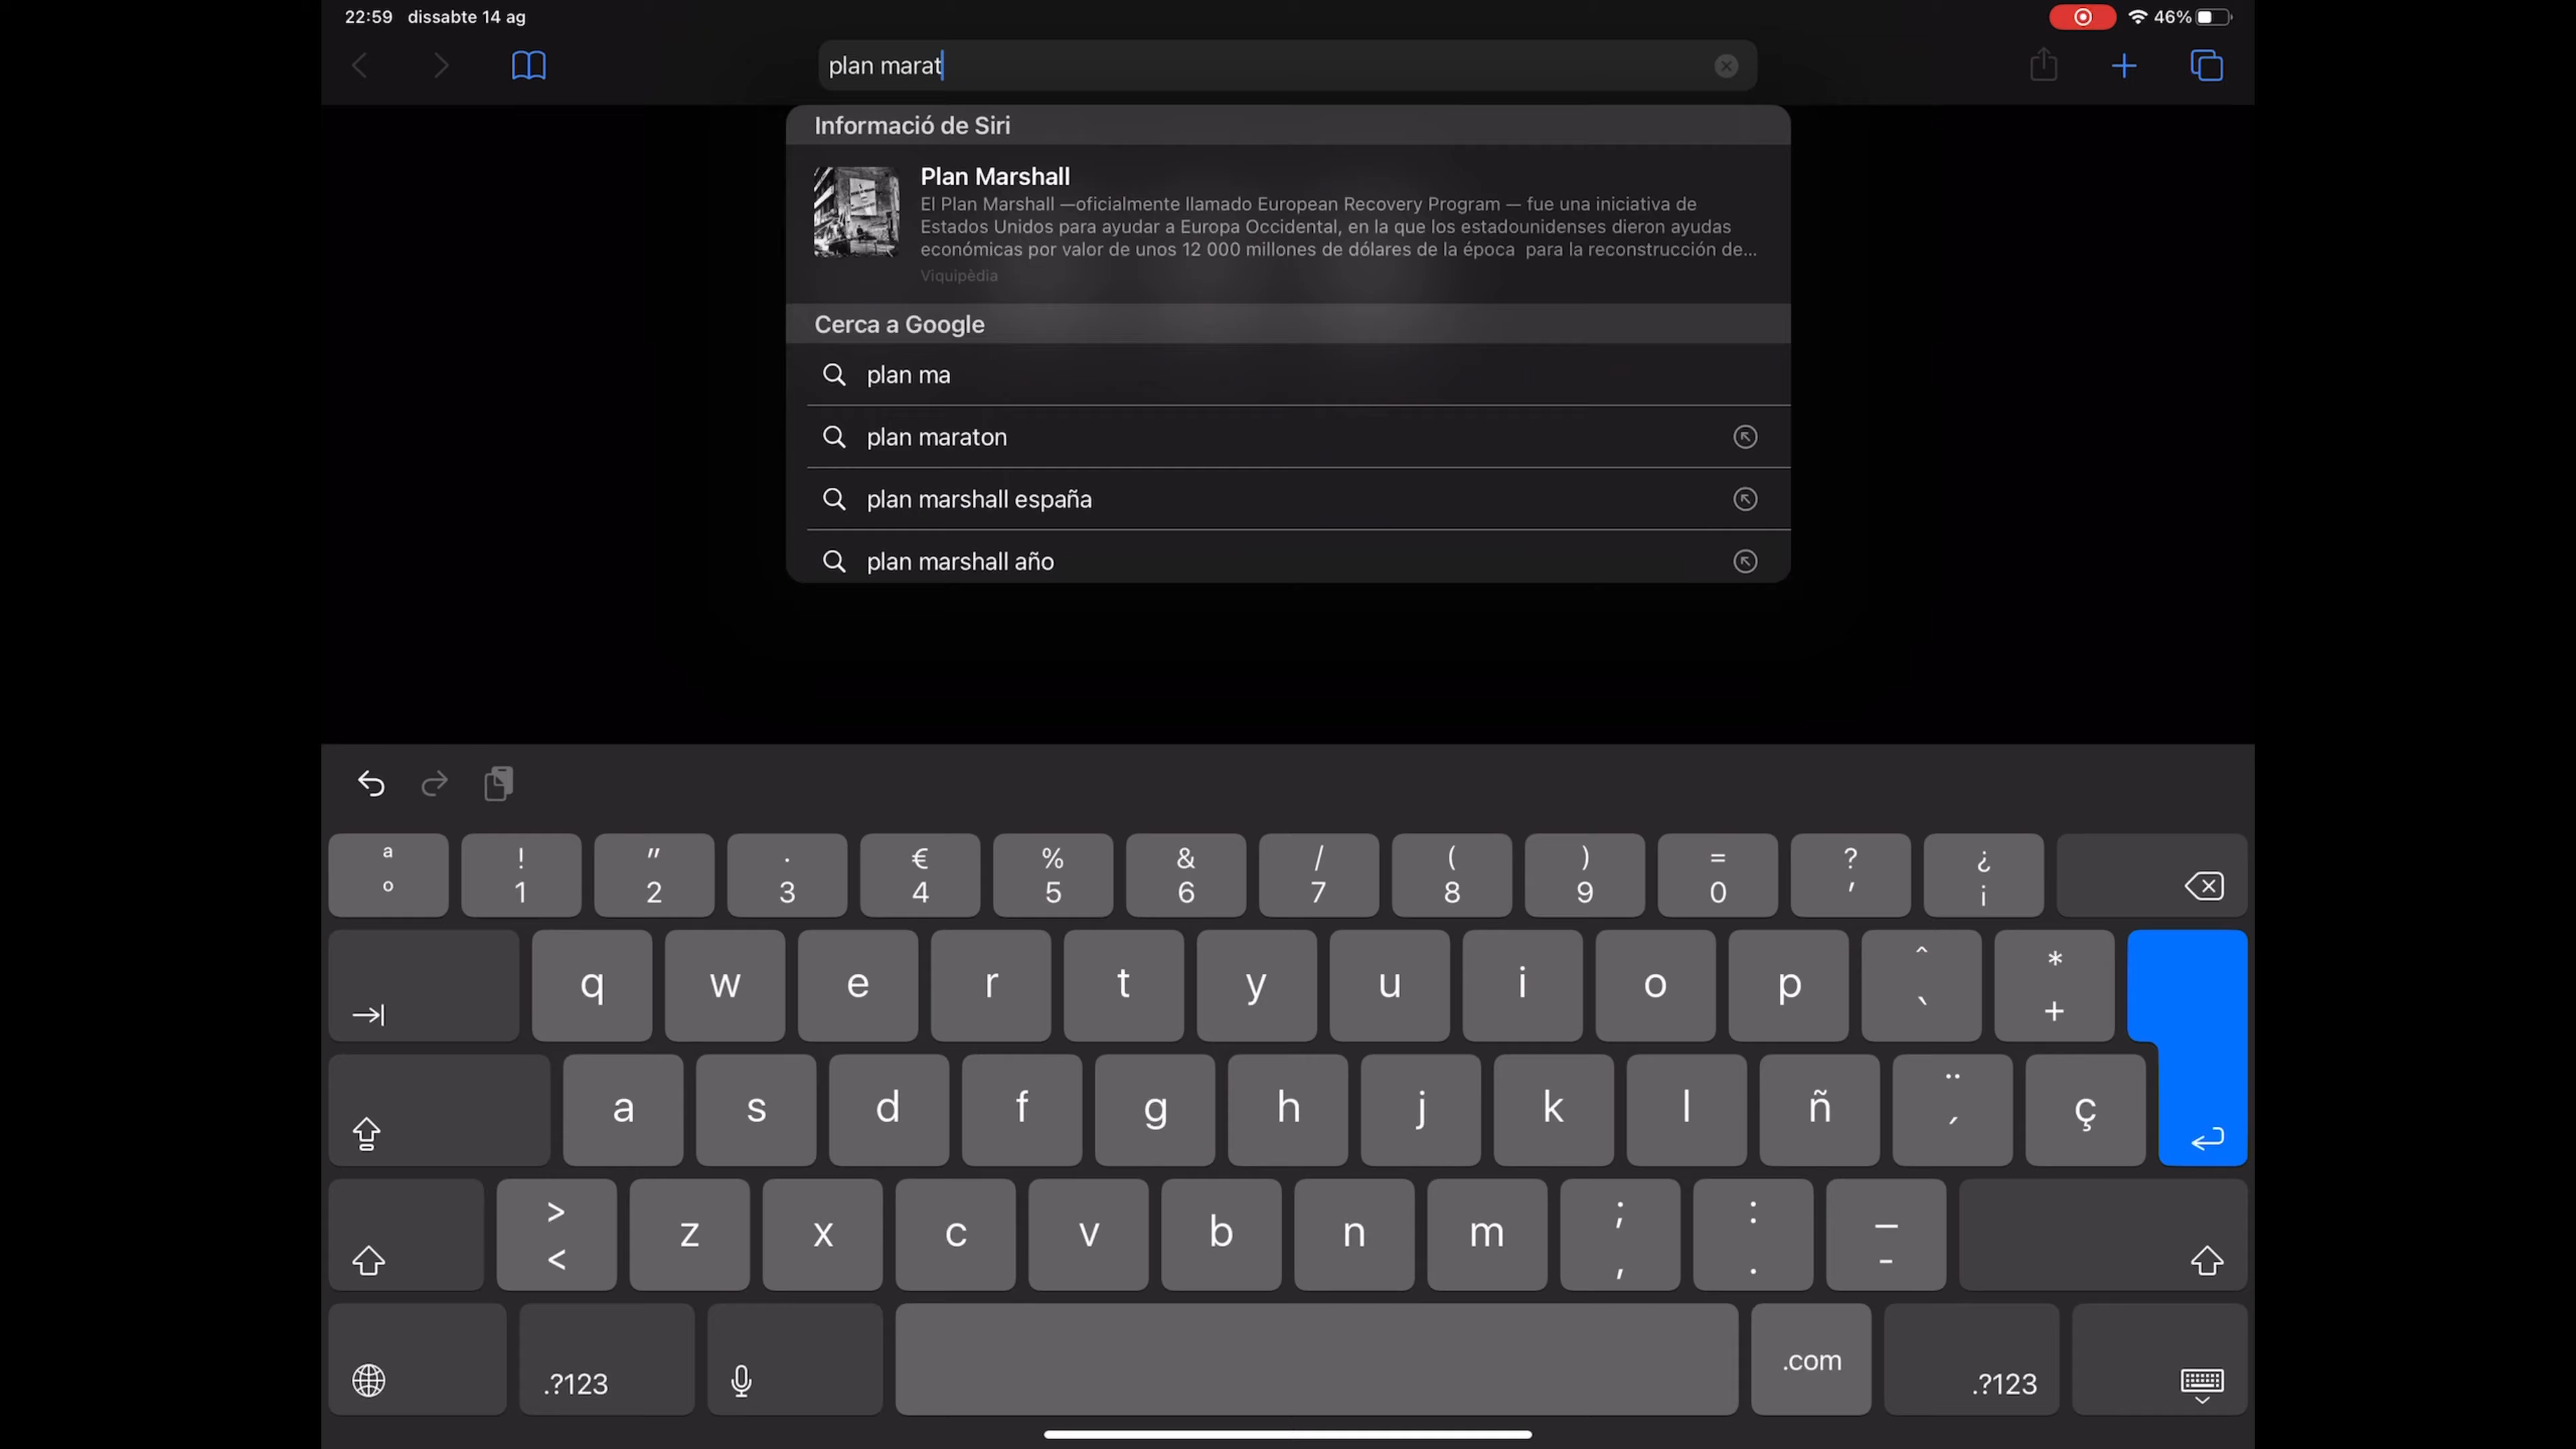 22:59 dissabte 14 ag
46%
plan marat
Informació de Siri
Plan Marshall
El Plan Marshall —oficialmente llamado European Recovery Program — fue una iniciativa de
Estados Unidos para ayudar a Europa Occidental, en la que los estadounidenses dieron ayudas
económicas por valor de unos 12 000 millones de dólares de la época para la reconstrucción de...
Viquipèdia
Cerca a Google
plan ma
plan maraton
plan marshall españa
plan marshall año
ª ! " · € % & / ( ) = ? ¿
º 1 2 3 4 5 6 7 8 9 0 ' ¡
q w e r t y u i o p ^ *
` +
a s d f g h j k l ñ ¨ ç
´
> z x c v b n m ; : _
< , . -
.?123 .com .?123